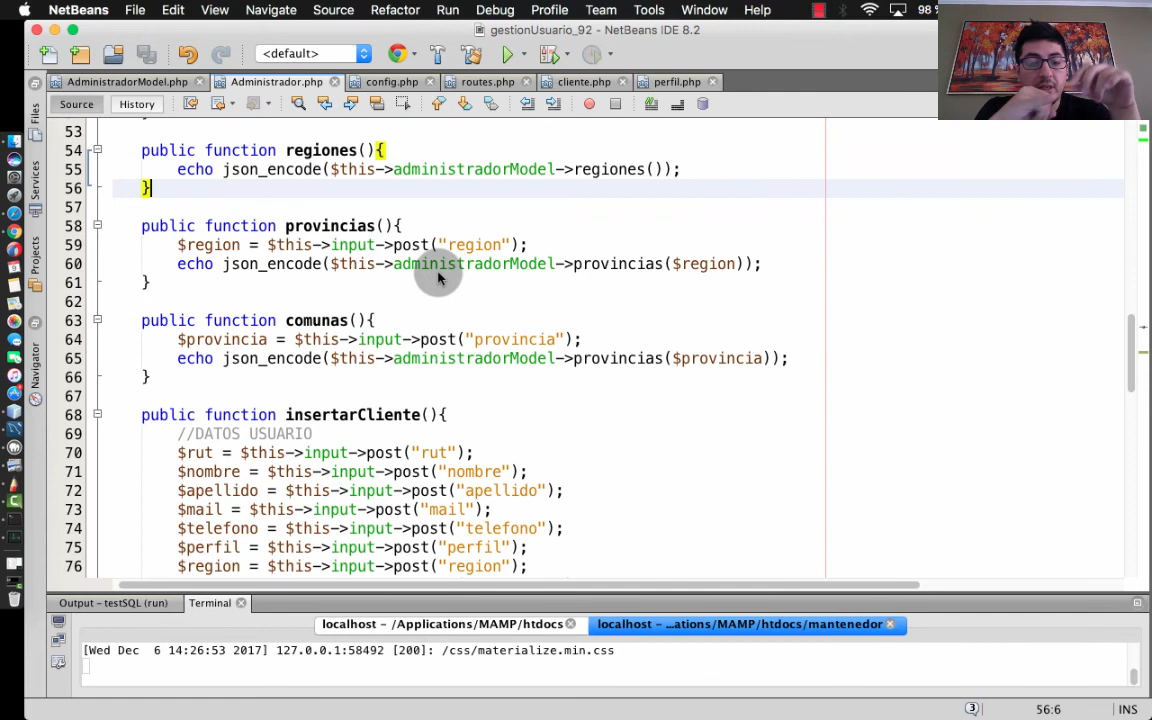 NetBeans File Edit View Navigate Source Refactor Run Debug Profile Team Tools Window Help 98 %
gestionUsuario_92 - NetBeans IDE 8.2
<default>
AdministradorModel.php Administrador.php config.php routes.php cliente.php perfil.php
Source History
Files
Services
Projects
Navigator
53
54 public function regiones(){
55 echo json_encode($this->administradorModel->regiones());
56 }
57
58 public function provincias(){
59 $region = $this->input->post("region");
60 echo json_encode($this->administradorModel->provincias($region));
61 }
62
63 public function comunas(){
64 $provincia = $this->input->post("provincia");
65 echo json_encode($this->administradorModel->provincias($provincia));
66 }
67
68 public function insertarCliente(){
69 //DATOS USUARIO
70 $rut = $this->input->post("rut");
71 $nombre = $this->input->post("nombre");
72 $apellido = $this->input->post("apellido");
73 $mail = $this->input->post("mail");
74 $telefono = $this->input->post("telefono");
75 $perfil = $this->input->post("perfil");
76 $region = $this->input->post("region");
Output - testSQL (run) Terminal
localhost - /Applications/MAMP/htdocs localhost - ...ations/MAMP/htdocs/mantenedor
[Wed Dec  6 14:26:53 2017] 127.0.0.1:58492 [200]: /css/materialize.min.css
3 56:6 INS